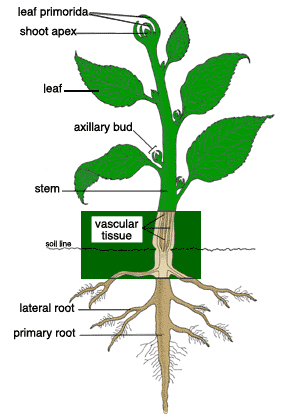 leaf primorida
shoot apex
leaf
axillary bud
stem
vascular
tissue
soil line
lateral root
primary root